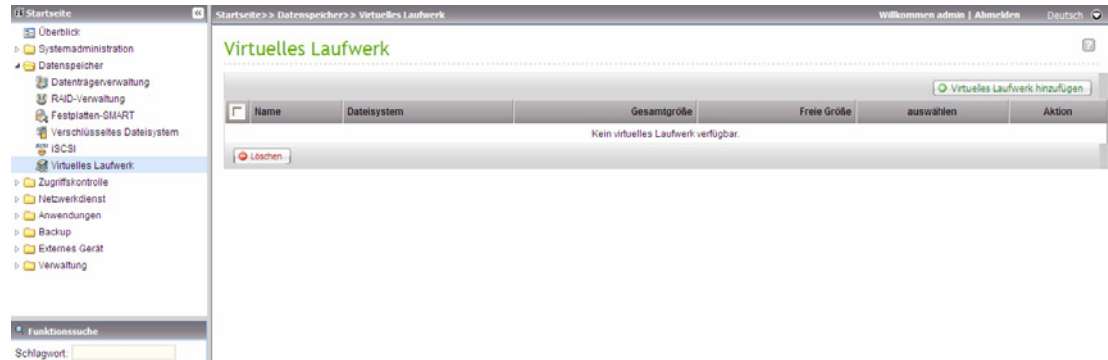 Startseite
Überblick
Systemadministration
Datenspeicher
Datenträgerverwaltung
RAID-Verwaltung
Festplatten-SMART
Verschlüsseltes Dateisystem
iSCSI
Virtuelles Laufwerk
Zugriffskontrolle
Netzwerkdienst
Anwendungen
Backup
Externes Gerät
Verwaltung
Funktionssuche
Schlagwort:
Startseite>> Datenspeicher>> Virtuelles Laufwerk
Willkommen admin | Abmelden Deutsch
Virtuelles Laufwerk
?
Virtuelles Laufwerk hinzufügen
Name Dateisystem Gesamtgröße Freie Größe auswählen Aktion
Kein virtuelles Laufwerk verfügbar.
Löschen